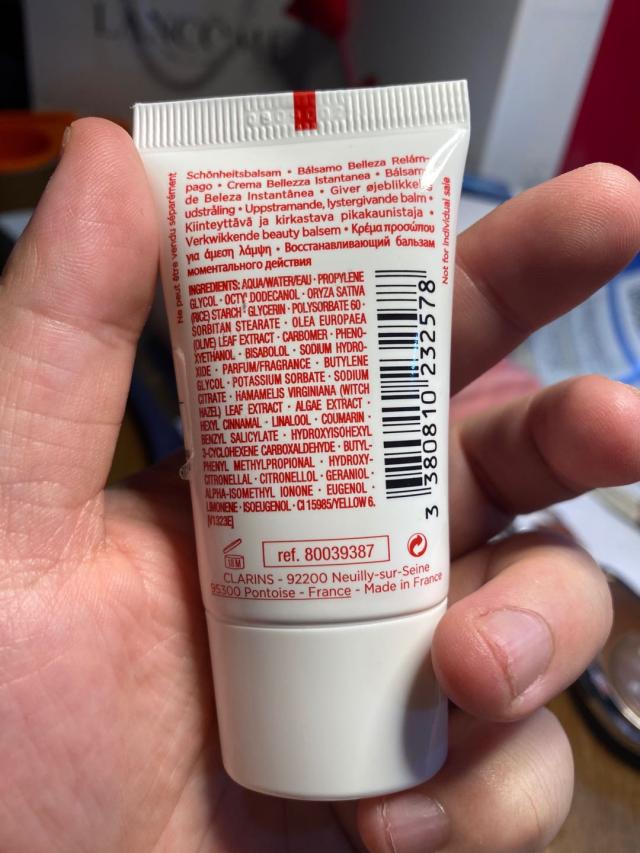 LANCÔME
Schönheitsbalsam • Bálsamo Belleza Relám-
pago • Crema Bellezza Istantanea • Bálsamo
de Beleza Instantânea • Giver øjeblikkelig
udstråling • Uppstramande, lystergivande balm •
Kiinteyttävä ja kirkastava pikakaunistaja •
Verkwikkende beauty balsem • Κρέμα προσώπου
για άμεση λάμψη • Восстанавливающий бальзам
моментального действия
Ne peut être vendu séparément
Not for individual sale
INGREDIENTS: AQUA/WATER/EAU · PROPYLENE
GLYCOL · OCTYLDODECANOL · ORYZA SATIVA
(RICE) STARCH · GLYCERIN · POLYSORBATE 60 ·
SORBITAN STEARATE · OLEA EUROPAEA
(OLIVE) LEAF EXTRACT · CARBOMER · PHENO-
XYETHANOL · BISABOLOL · SODIUM HYDRO-
XIDE · PARFUM/FRAGRANCE · BUTYLENE
GLYCOL · POTASSIUM SORBATE · SODIUM
CITRATE · HAMAMELIS VIRGINIANA (WITCH
HAZEL) LEAF EXTRACT · ALGAE EXTRACT ·
HEXYL CINNAMAL · LINALOOL · COUMARIN ·
BENZYL SALICYLATE · HYDROXYISOHEXYL
3-CYCLOHEXENE CARBOXALDEHYDE · BUTYL-
PHENYL METHYLPROPIONAL · HYDROXY-
CITRONELLAL · CITRONELLOL · GERANIOL ·
ALPHA-ISOMETHYL IONONE · EUGENOL ·
LIMONENE · ISOEUGENOL · CI 15985/YELLOW 6.
[V1323E]
3 380810 232578
18 M
ref. 80039387
CLARINS - 92200 Neuilly-sur-Seine
95300 Pontoise - France - Made in France